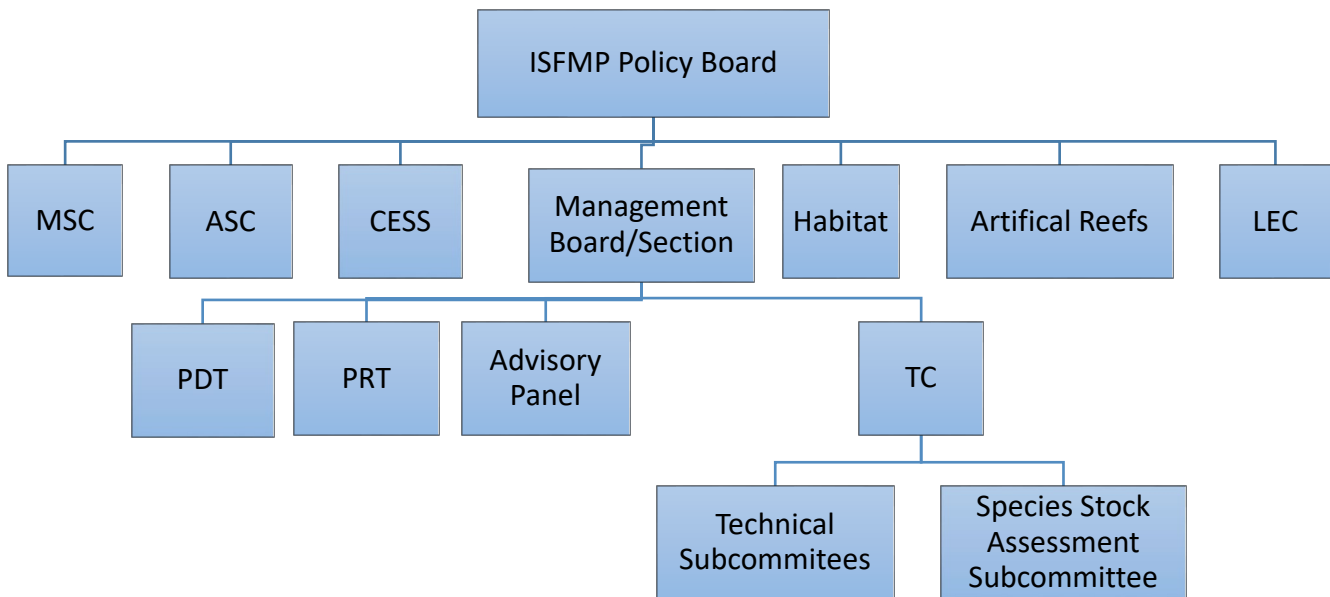 ISFMP Policy Board
MSC
ASC
CESS
Management
Board/Section
Habitat
Artifical Reefs
LEC
PDT
PRT
Advisory
Panel
TC
Technical
Subcommitees
Species Stock
Assessment
Subcommittee